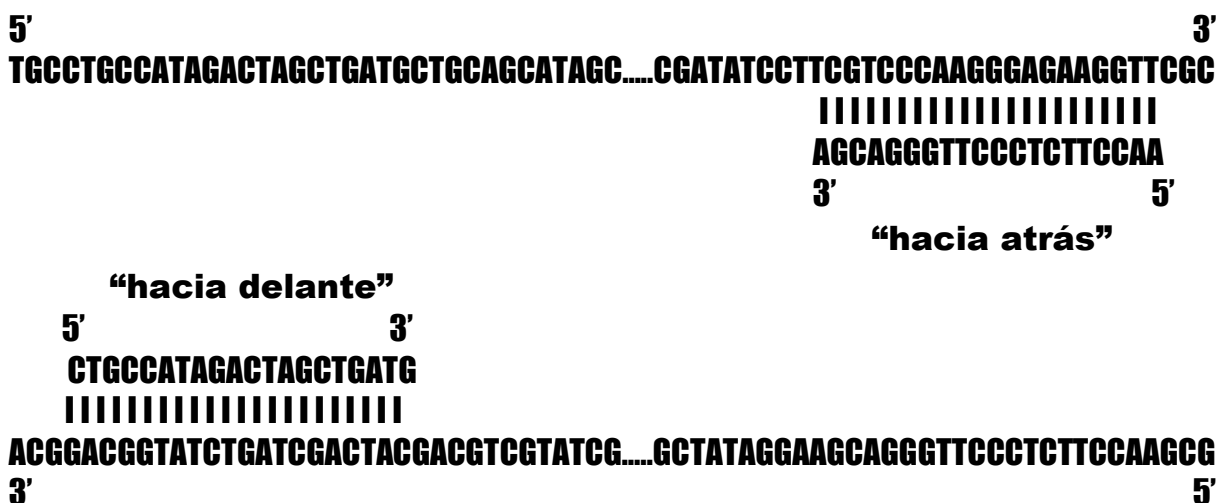 5’ 3’
TGCCTGCCATAGACTAGCTGATGCTGCAGCATAGC.....CGATATCCTTCGTCCCAAGGGAGAAGGTTCGC
AGCAGGGTTCCCTCTTCCAA
3’ 5’
“hacia atrás”
“hacia delante”
5’ 3’
CTGCCATAGACTAGCTGATG
ACGGACGGTATCTGATCGACTACGACGTCGTATCG.....GCTATAGGAAGCAGGGTTCCCTCTTCCAAGCG
3’ 5’